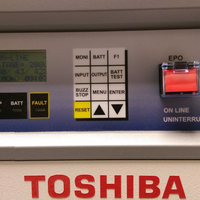 MONI BATT F1
EPO
INPUT OUTPUT BATT TEST
BUZZ STOP MENU ENTER
BATT FAULT
RESET
ON LINE
UNINTERRU
TOSHIBA